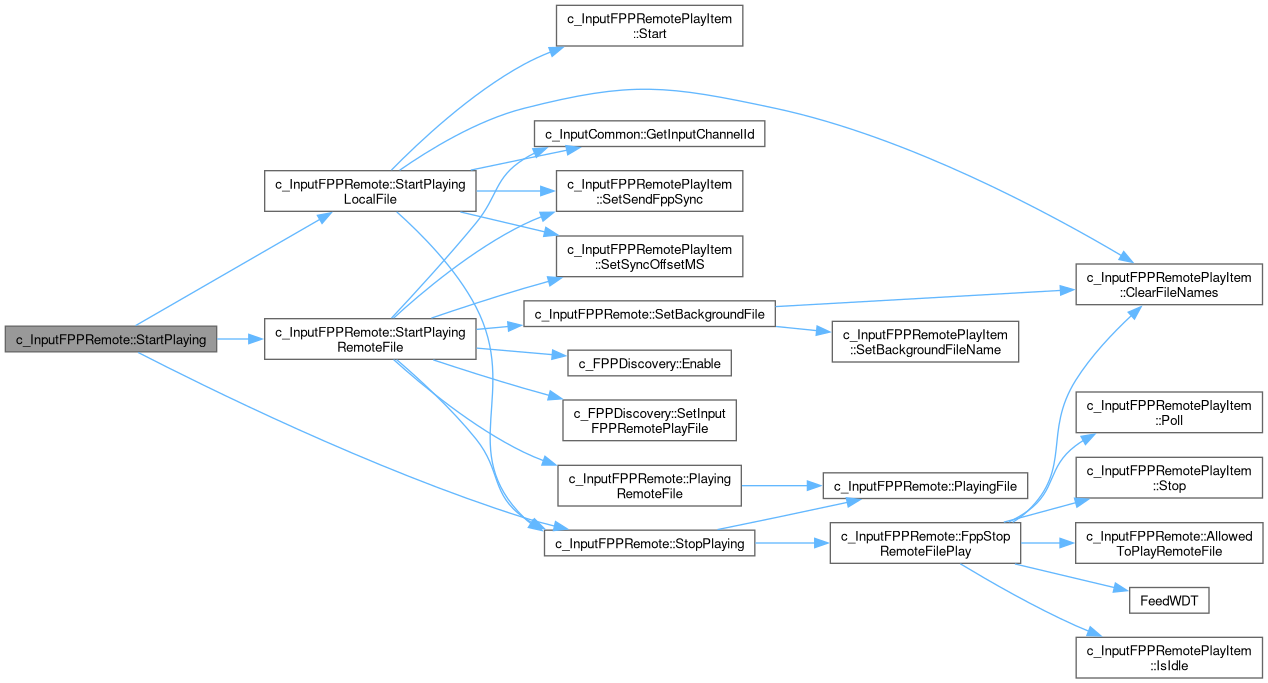 c_InputFPPRemotePlayItem
::Start
c_InputCommon::GetInputChannelId
c_InputFPPRemote::StartPlaying
LocalFile
c_InputFPPRemotePlayItem
::SetSendFppSync
c_InputFPPRemotePlayItem
::SetSyncOffsetMS
c_InputFPPRemotePlayItem
::ClearFileNames
c_InputFPPRemote::StartPlaying
c_InputFPPRemote::StartPlaying
RemoteFile
c_InputFPPRemote::SetBackgroundFile
c_InputFPPRemotePlayItem
::SetBackgroundFileName
c_FPPDiscovery::Enable
c_FPPDiscovery::SetInput
FPPRemotePlayFile
c_InputFPPRemotePlayItem
::Poll
c_InputFPPRemote::Playing
RemoteFile
c_InputFPPRemote::PlayingFile
c_InputFPPRemotePlayItem
::Stop
c_InputFPPRemote::StopPlaying
c_InputFPPRemote::FppStop
RemoteFilePlay
c_InputFPPRemote::Allowed
ToPlayRemoteFile
FeedWDT
c_InputFPPRemotePlayItem
::IsIdle